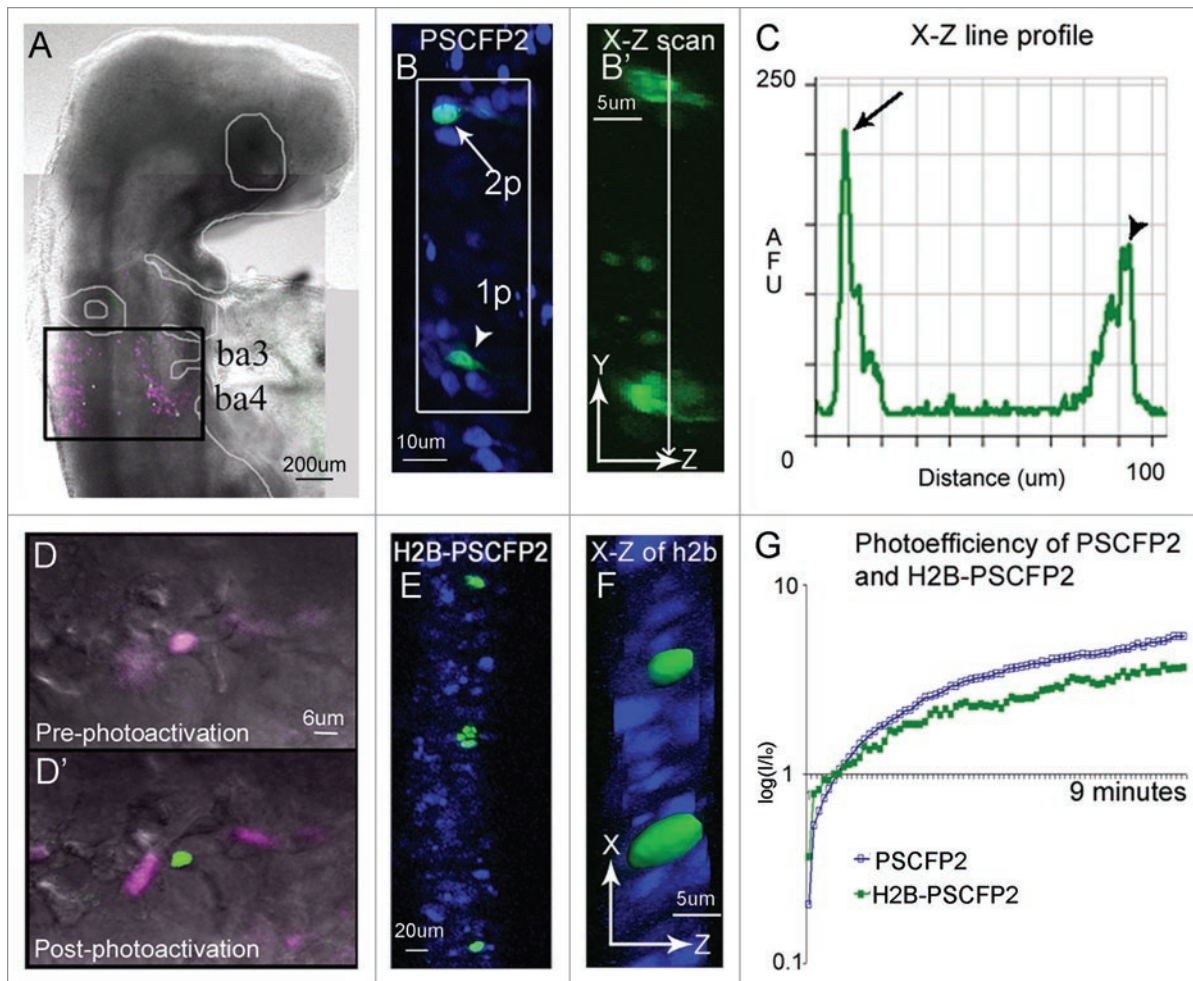 A
ba3
ba4
200um
PSCFP2
B
2p
1p
10um
X-Z scan
B'
5um
Y
Z
C
X-Z line profile
250
AFU
0
Distance (um)
100
D
Pre-photoactivation
6um
D'
Post-photoactivation
H2B-PSCFP2
E
20um
X-Z of h2b
F
X
Z
5um
G
Photoefficiency of PSCFP2
and H2B-PSCFP2
10
log(I/I₀)
1
9 minutes
PSCFP2
H2B-PSCFP2
0.1